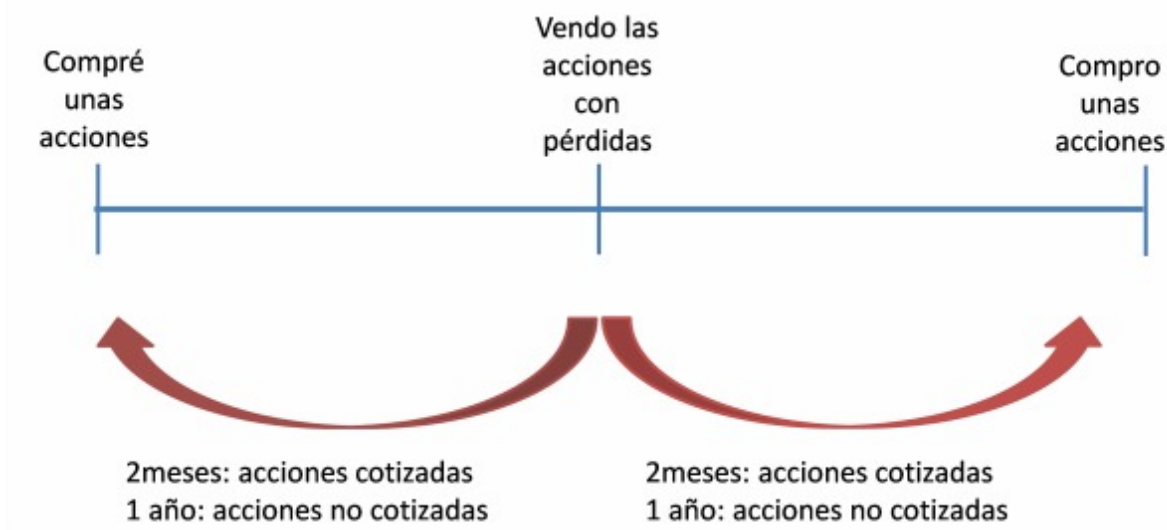 Compré
unas
acciones
Vendo las
acciones
con
pérdidas
Compro
unas
acciones
2meses: acciones cotizadas
1 año: acciones no cotizadas
2meses: acciones cotizadas
1 año: acciones no cotizadas